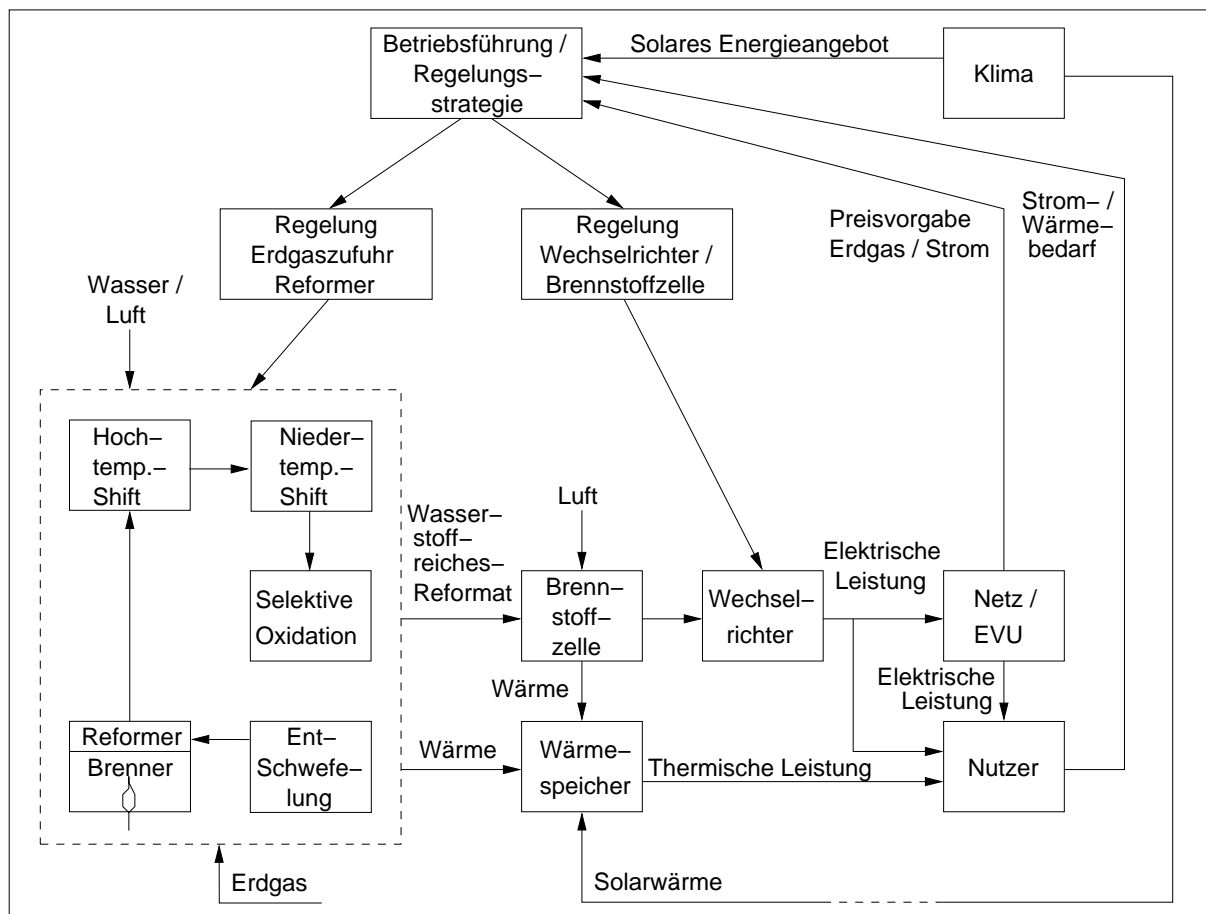 Betriebsführung /
Regelungs–
strategie
Solares Energieangebot
Klima
Regelung
Erdgaszufuhr
Reformer
Regelung
Wechselrichter /
Brennstoffzelle
Preisvorgabe
Erdgas / Strom
Strom– /
Wärme–
bedarf
Wasser /
Luft
Hoch–
temp.–
Shift
Nieder–
temp.–
Shift
Selektive
Oxidation
Reformer
Brenner
Ent–
Schwefe–
lung
Erdgas
Wasser–
stoff–
reiches–
Reformat
Luft
Brenn–
stoff–
zelle
Wechsel–
richter
Elektrische
Leistung
Netz /
EVU
Wärme
Wärme
Wärme–
speicher
Thermische Leistung
Elektrische
Leistung
Nutzer
Solarwärme